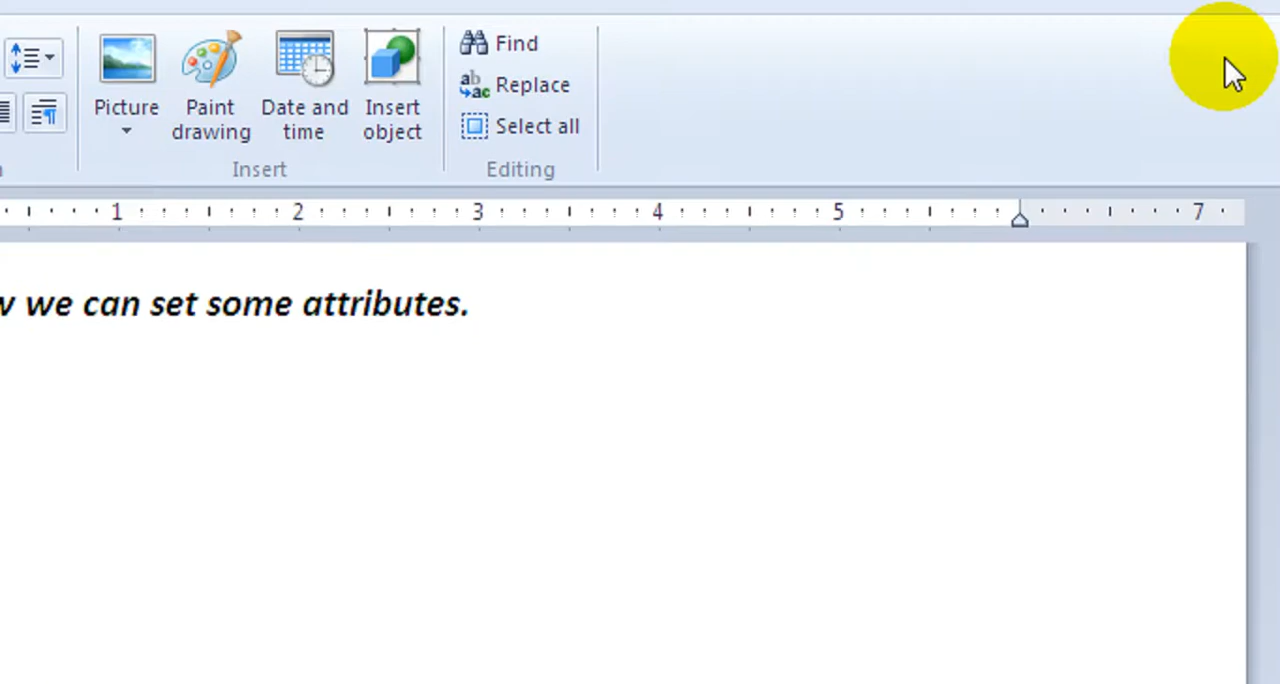 Find
Replace
Select all
Picture
Paint drawing
Date and time
Insert object
Insert
Editing
1 2 3 4 5 7
we can set some attributes.